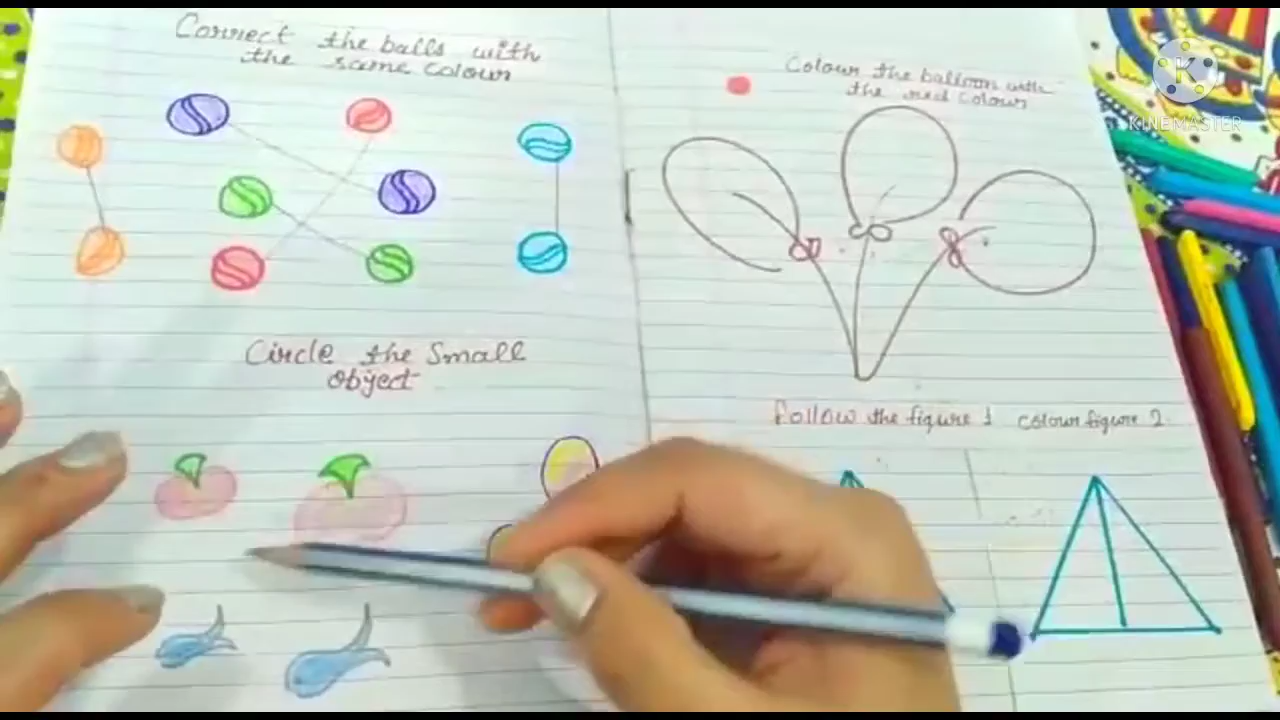 Correct the balls with
the same colour
Circle the Small
object
Colour the balloon with
the red colour
Follow the figure 1 colour figure 2
KINEMASTER